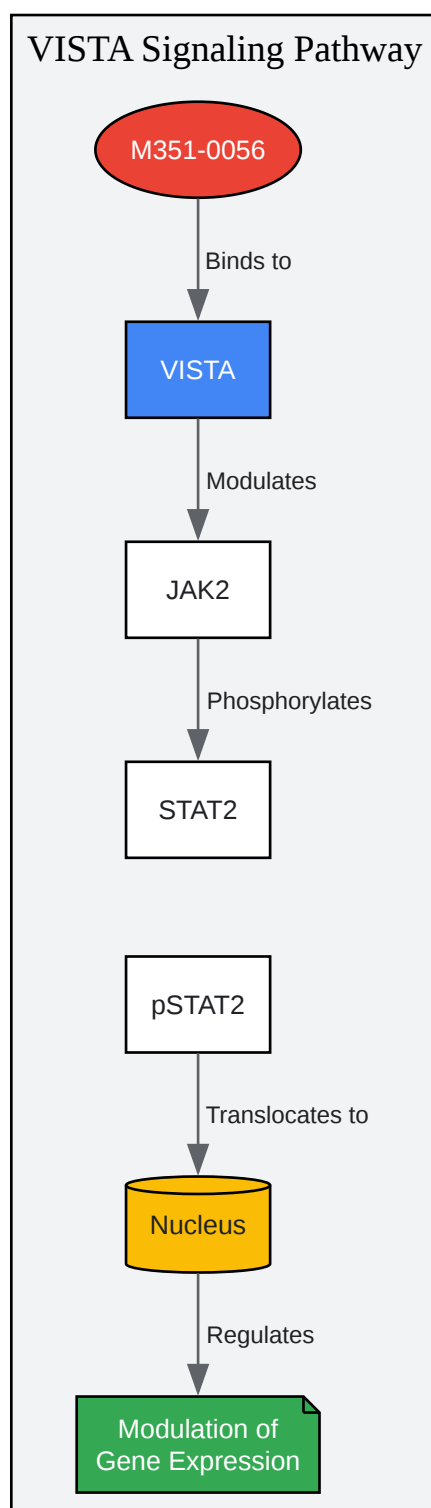 VISTA Signaling Pathway
M351-0056
Binds to
VISTA
Modulates
JAK2
Phosphorylates
STAT2
pSTAT2
Translocates to
Nucleus
Regulates
Modulation of
Gene Expression